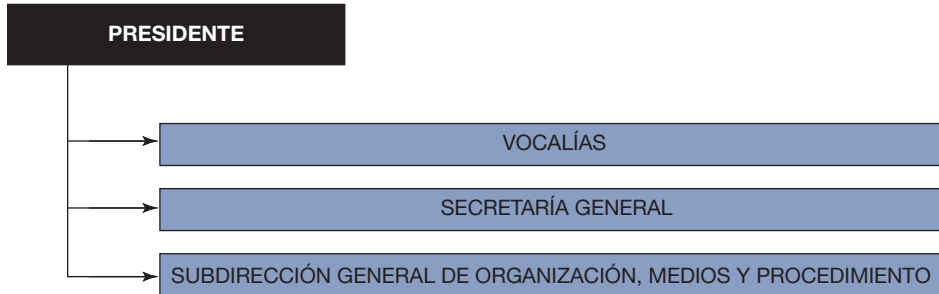 PRESIDENTE
VOCALÍAS
SECRETARÍA GENERAL
SUBDIRECCIÓN GENERAL DE ORGANIZACIÓN, MEDIOS Y PROCEDIMIENTO